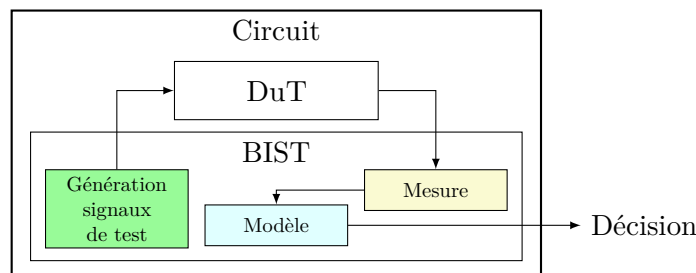 Circuit
DuT
BIST
Génération
signaux
de test
Mesure
Modèle
Décision